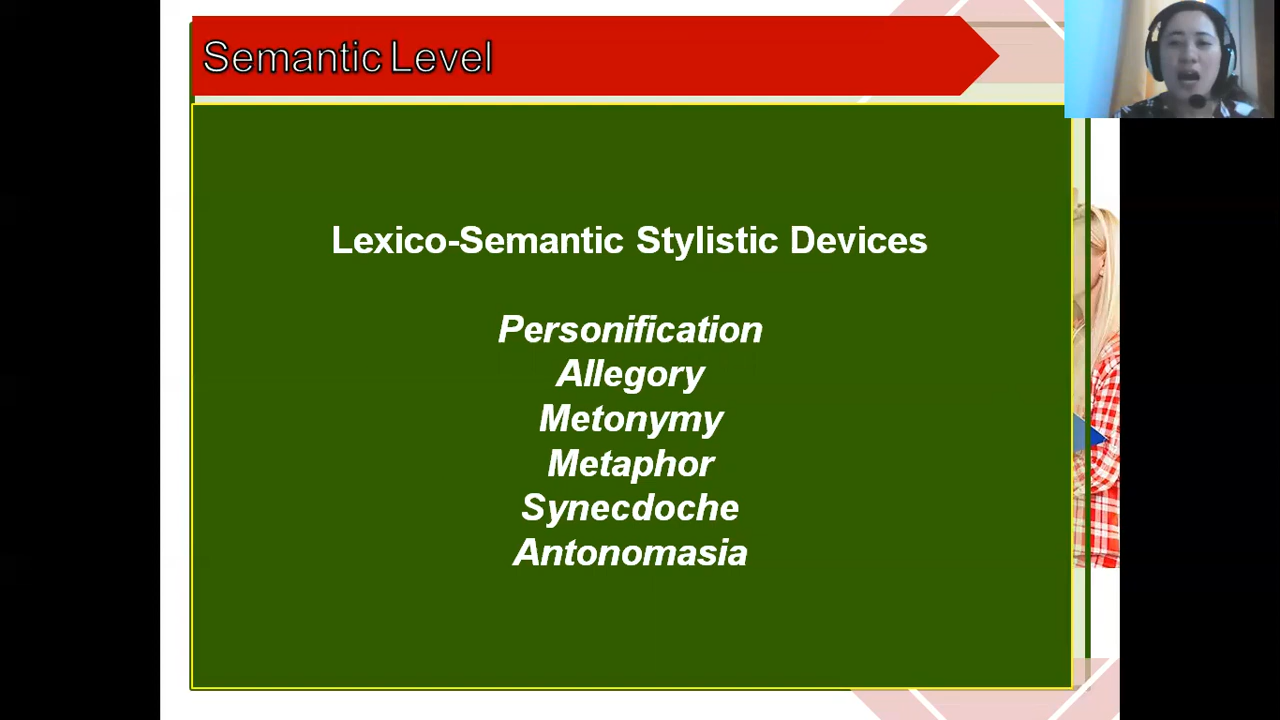 Semantic Level
Lexico-Semantic Stylistic Devices
Personification
Allegory
Metonymy
Metaphor
Synecdoche
Antonomasia